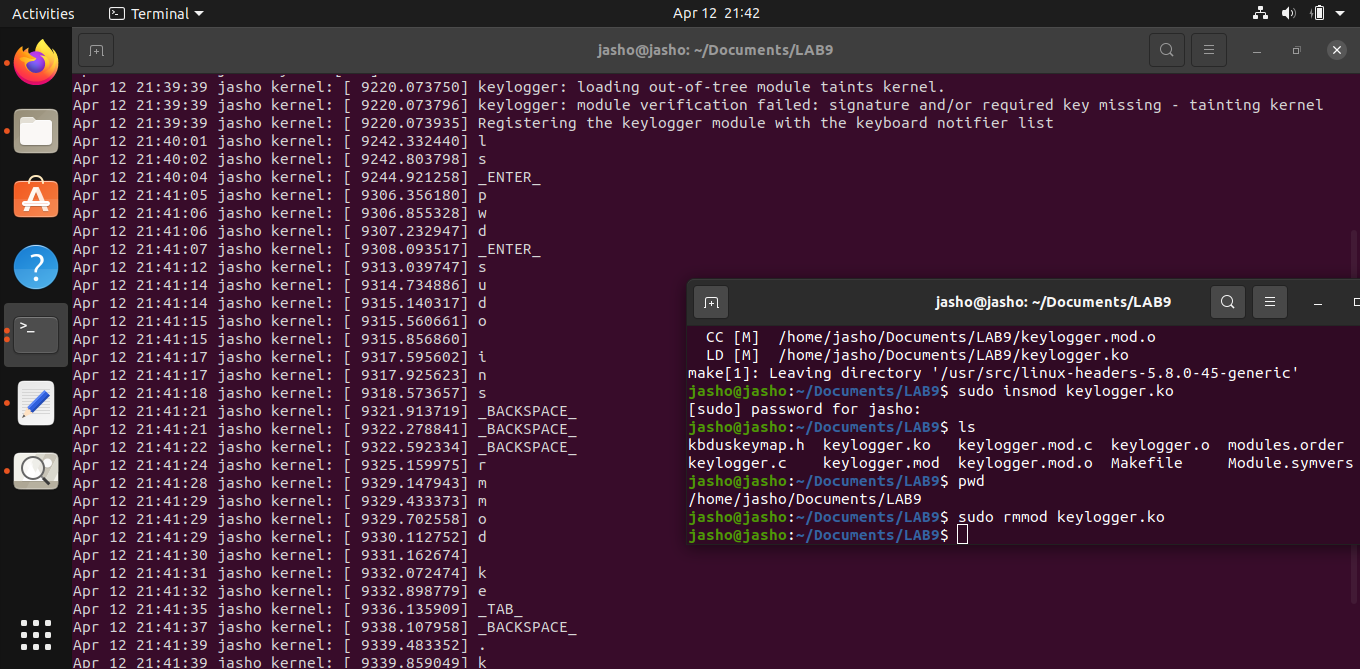 Activities
Terminal
Apr 12 21:42
jasho@jasho: ~/Documents/LAB9
Apr 12 21:39:39 jasho kernel: [ 9220.073750] keylogger: loading out-of-tree module taints kernel.
Apr 12 21:39:39 jasho kernel: [ 9220.073796] keylogger: module verification failed: signature and/or required key missing - tainting kernel
Apr 12 21:39:39 jasho kernel: [ 9220.073935] Registering the keylogger module with the keyboard notifier list
Apr 12 21:40:01 jasho kernel: [ 9242.332440] l
Apr 12 21:40:02 jasho kernel: [ 9242.803798] s
Apr 12 21:40:04 jasho kernel: [ 9244.921258] _ENTER_
Apr 12 21:41:05 jasho kernel: [ 9306.356180] p
Apr 12 21:41:06 jasho kernel: [ 9306.855328] w
Apr 12 21:41:06 jasho kernel: [ 9307.232947] d
Apr 12 21:41:07 jasho kernel: [ 9308.093517] _ENTER_
Apr 12 21:41:12 jasho kernel: [ 9313.039747] s
Apr 12 21:41:14 jasho kernel: [ 9314.734886] u
Apr 12 21:41:14 jasho kernel: [ 9315.140317] d
Apr 12 21:41:15 jasho kernel: [ 9315.560661] o
Apr 12 21:41:15 jasho kernel: [ 9315.856860]
Apr 12 21:41:17 jasho kernel: [ 9317.595602] i
Apr 12 21:41:17 jasho kernel: [ 9317.925623] n
Apr 12 21:41:18 jasho kernel: [ 9318.573657] s
Apr 12 21:41:21 jasho kernel: [ 9321.913719] _BACKSPACE_
Apr 12 21:41:21 jasho kernel: [ 9322.278841] _BACKSPACE_
Apr 12 21:41:22 jasho kernel: [ 9322.592334] _BACKSPACE_
Apr 12 21:41:24 jasho kernel: [ 9325.159975] r
Apr 12 21:41:28 jasho kernel: [ 9329.147943] m
Apr 12 21:41:29 jasho kernel: [ 9329.433373] m
Apr 12 21:41:29 jasho kernel: [ 9329.702558] o
Apr 12 21:41:29 jasho kernel: [ 9330.112752] d
Apr 12 21:41:30 jasho kernel: [ 9331.162674]
Apr 12 21:41:31 jasho kernel: [ 9332.072474] k
Apr 12 21:41:32 jasho kernel: [ 9332.898779] e
Apr 12 21:41:35 jasho kernel: [ 9336.135909] _TAB_
Apr 12 21:41:37 jasho kernel: [ 9338.107958] _BACKSPACE_
Apr 12 21:41:39 jasho kernel: [ 9339.483352] .
Apr 12 21:41:39 jasho kernel: [ 9339.859049] k
jasho@jasho: ~/Documents/LAB9
CC [M] /home/jasho/Documents/LAB9/keylogger.mod.o
LD [M] /home/jasho/Documents/LAB9/keylogger.ko
make[1]: Leaving directory '/usr/src/linux-headers-5.8.0-45-generic'
jasho@jasho:~/Documents/LAB9$ sudo insmod keylogger.ko
[sudo] password for jasho:
jasho@jasho:~/Documents/LAB9$ ls
kbduskeymap.h keylogger.ko keylogger.mod.c keylogger.o modules.order
keylogger.c keylogger.mod keylogger.mod.o Makefile Module.symvers
jasho@jasho:~/Documents/LAB9$ pwd
/home/jasho/Documents/LAB9
jasho@jasho:~/Documents/LAB9$ sudo rmmod keylogger.ko
jasho@jasho:~/Documents/LAB9$